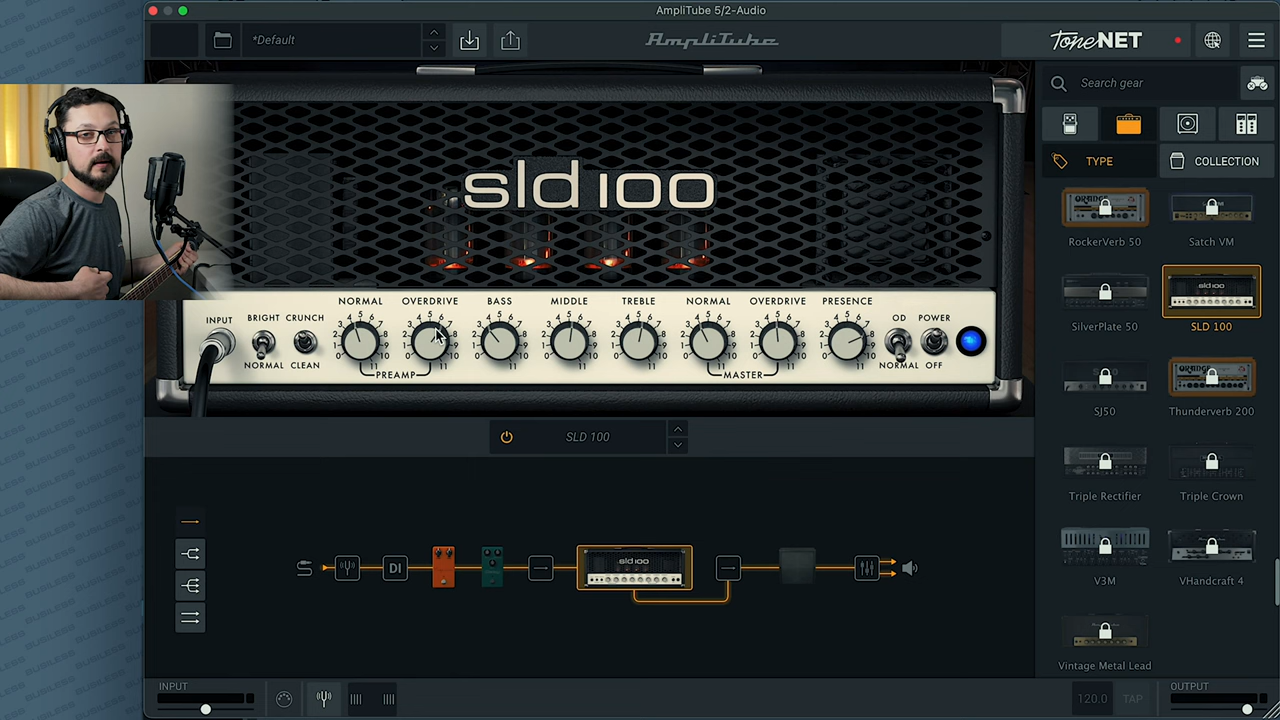 AmpliTube 5/2-Audio
*Default
AmpliTube
ToneNET
Search gear
TYPE
COLLECTION
sld 100
RockerVerb 50
Satch VM
SilverPlate 50
SLD 100
SJ50
Thunderverb 200
Triple Rectifier
Triple Crown
V3M
VHandcraft 4
Vintage Metal Lead
INPUT
BRIGHT
CRUNCH
NORMAL
CLEAN
NORMAL
OVERDRIVE
BASS
MIDDLE
TREBLE
NORMAL
OVERDRIVE
PRESENCE
OD
POWER
PREAMP
MASTER
NORMAL
OFF
SLD 100
DI
sld 100
INPUT
120.0
TAP
OUTPUT